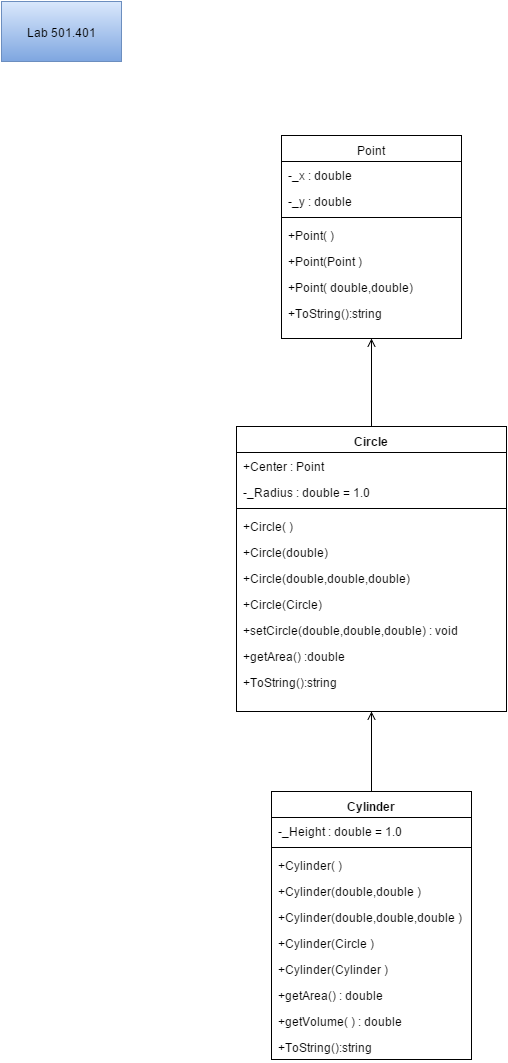 Lab 501.401
Point
-_x : double
-_y : double
+Point( )
+Point(Point )
+Point( double,double)
+ToString():string
Circle
+Center : Point
-_Radius : double = 1.0
+Circle( )
+Circle(double)
+Circle(double,double,double)
+Circle(Circle)
+setCircle(double,double,double) : void
+getArea() :double
+ToString():string
Cylinder
-_Height : double = 1.0
+Cylinder( )
+Cylinder(double,double )
+Cylinder(double,double,double )
+Cylinder(Circle )
+Cylinder(Cylinder )
+getArea() : double
+getVolume( ) : double
+ToString():string